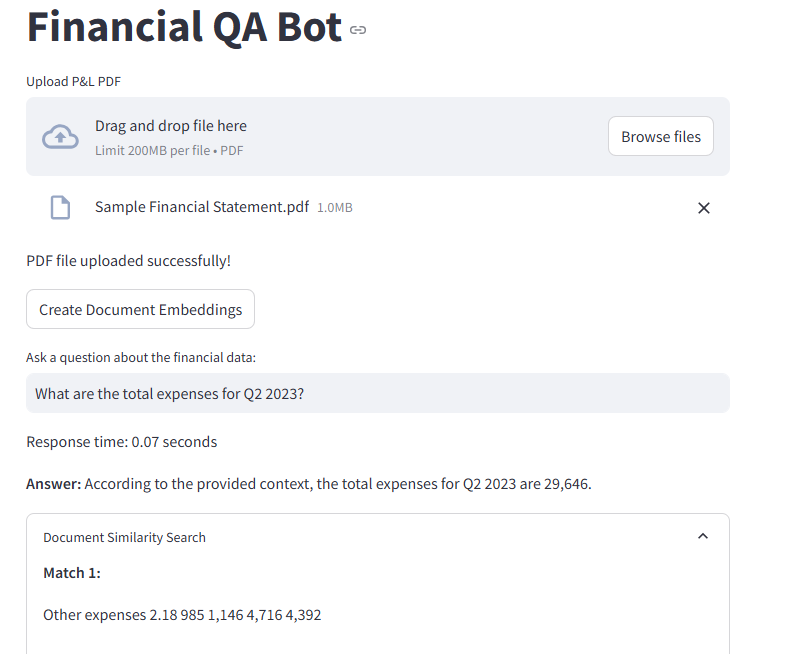 Financial QA Bot
Upload P&L PDF
Drag and drop file here
Limit 200MB per file • PDF
Browse files
Sample Financial Statement.pdf 1.0MB
PDF file uploaded successfully!
Create Document Embeddings
Ask a question about the financial data:
What are the total expenses for Q2 2023?
Response time: 0.07 seconds
Answer: According to the provided context, the total expenses for Q2 2023 are 29,646.
Document Similarity Search
Match 1:
Other expenses 2.18 985 1,146 4,716 4,392